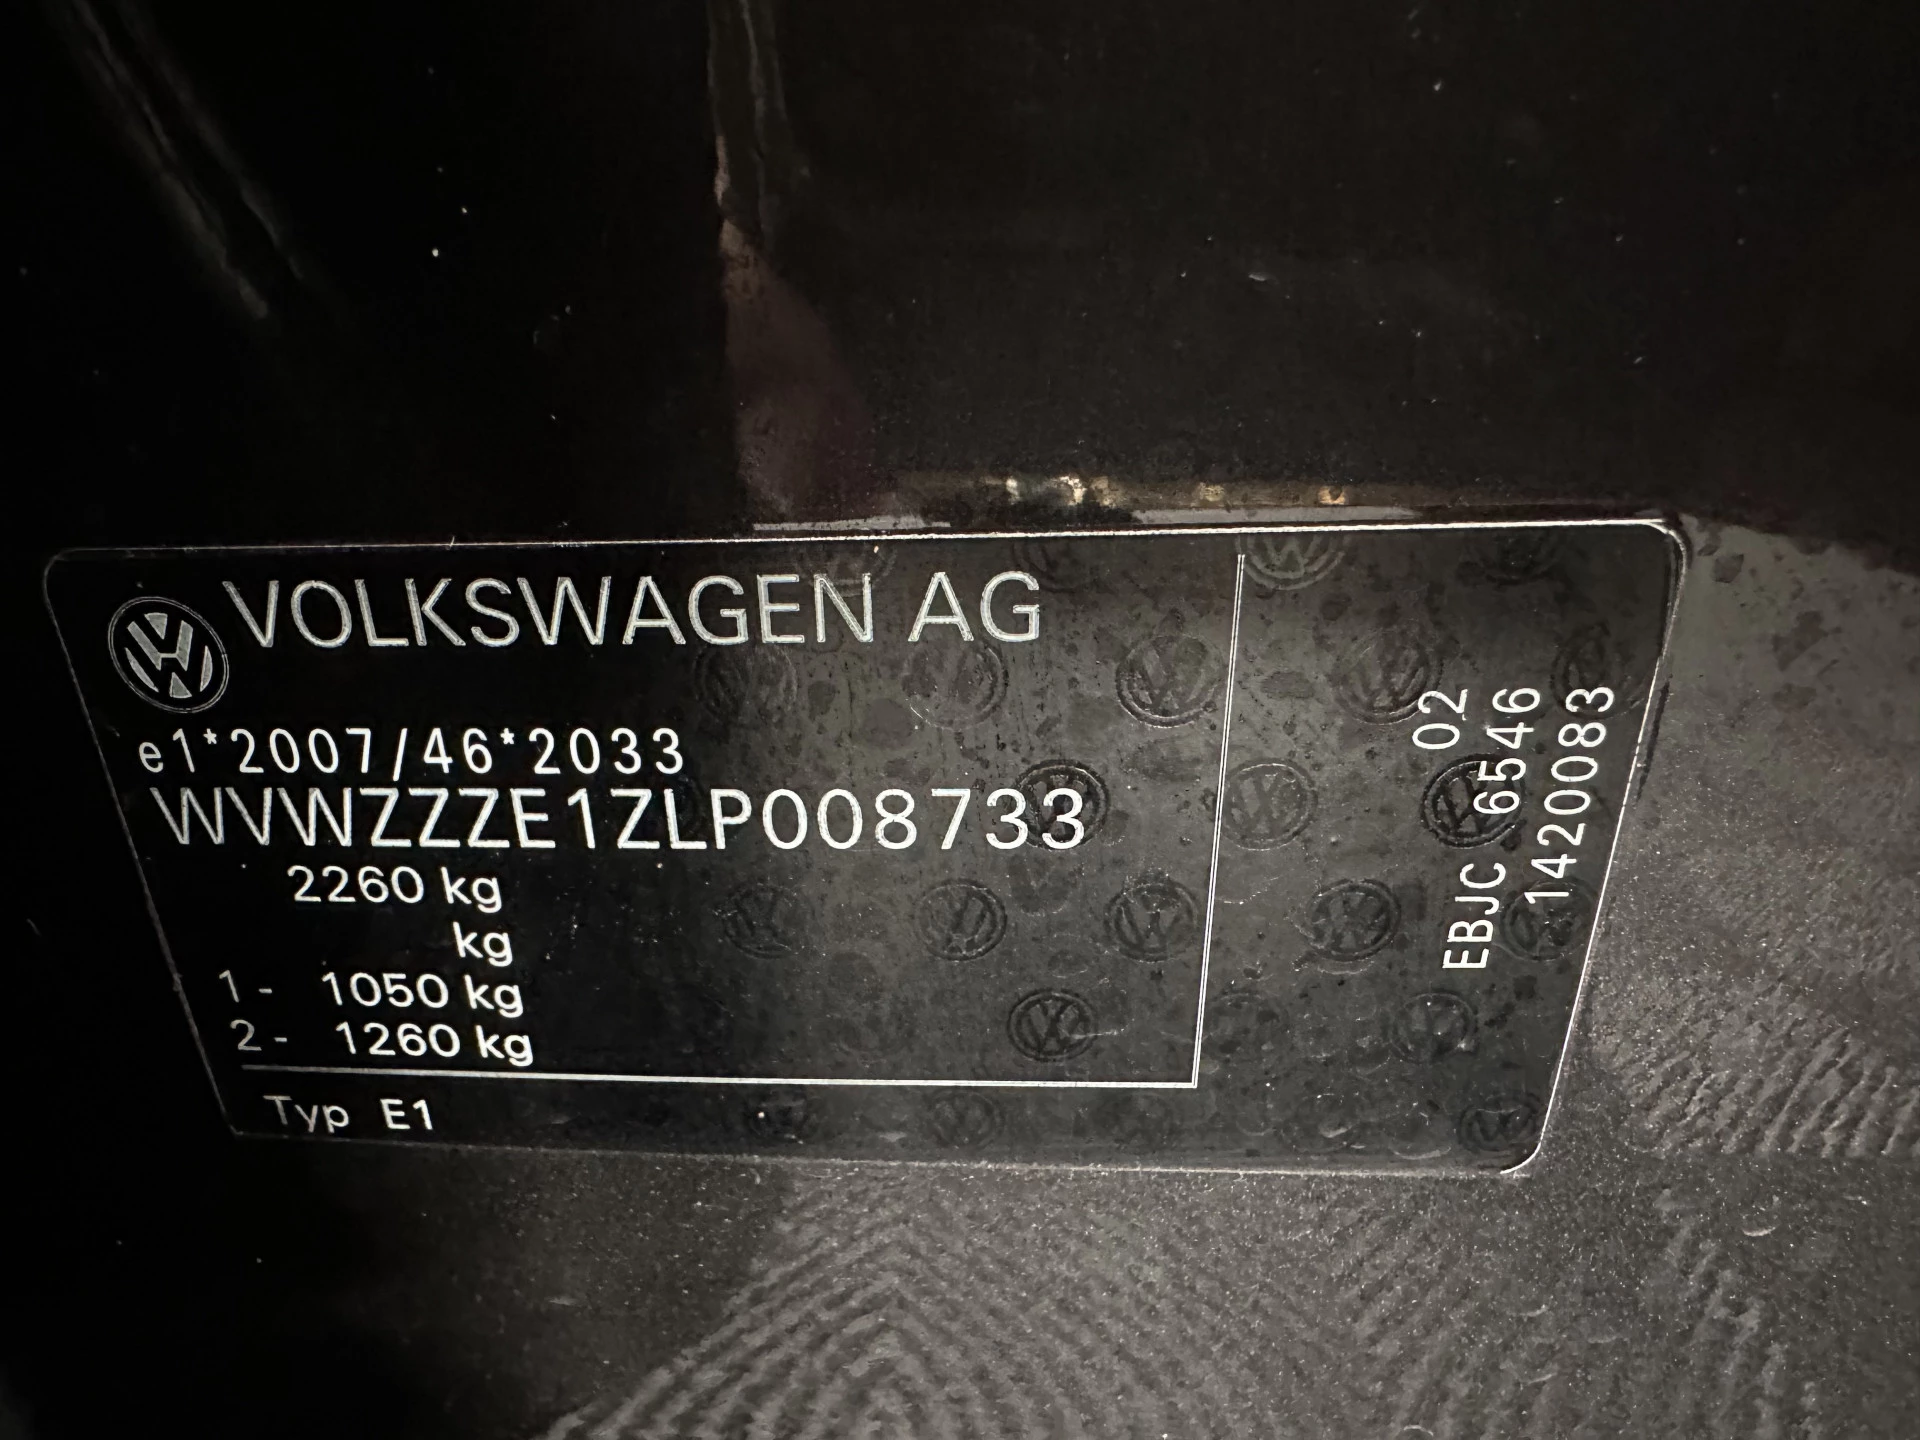 VOLKSWAGEN AG
e1*2007/46*2033
WVWZZZE1ZLP008733
2260 kg
kg
1- 1050 kg
2- 1260 kg
Typ E1
EBJC 6546 02
1420083